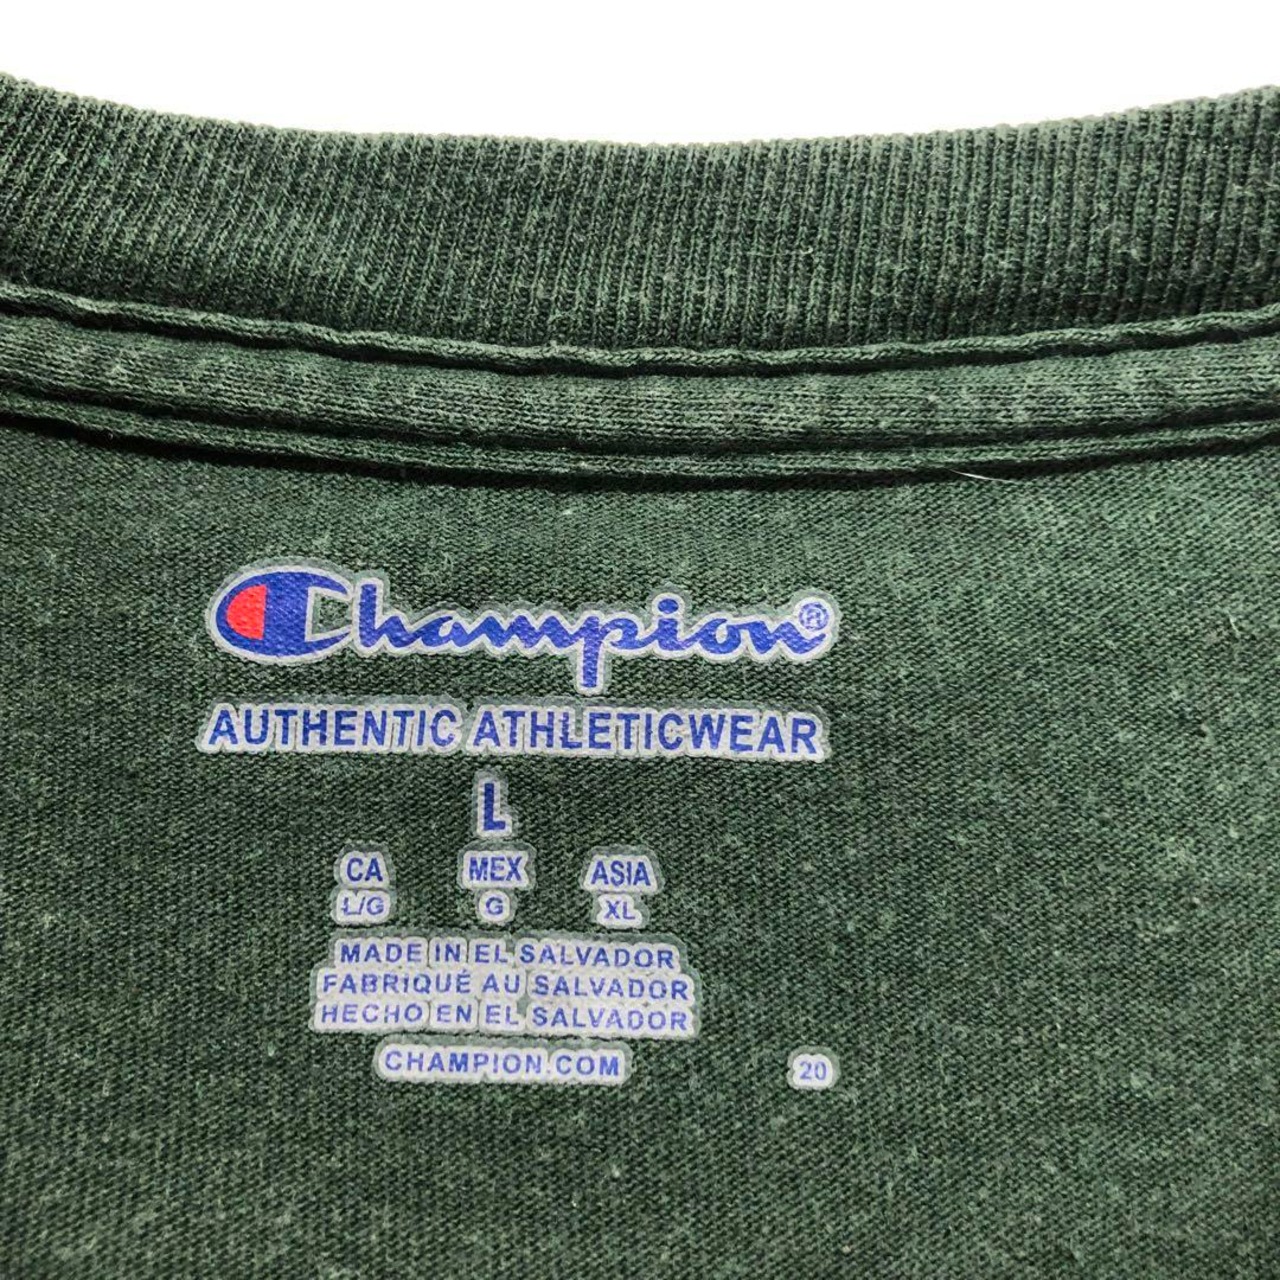 Champion®
AUTHENTIC ATHLETICWEAR
L
CA MEX ASIA
L/G G XL
MADE IN EL SALVADOR
FABRIQUÉ AU SALVADOR
HECHO EN EL SALVADOR
CHAMPION.COM 20